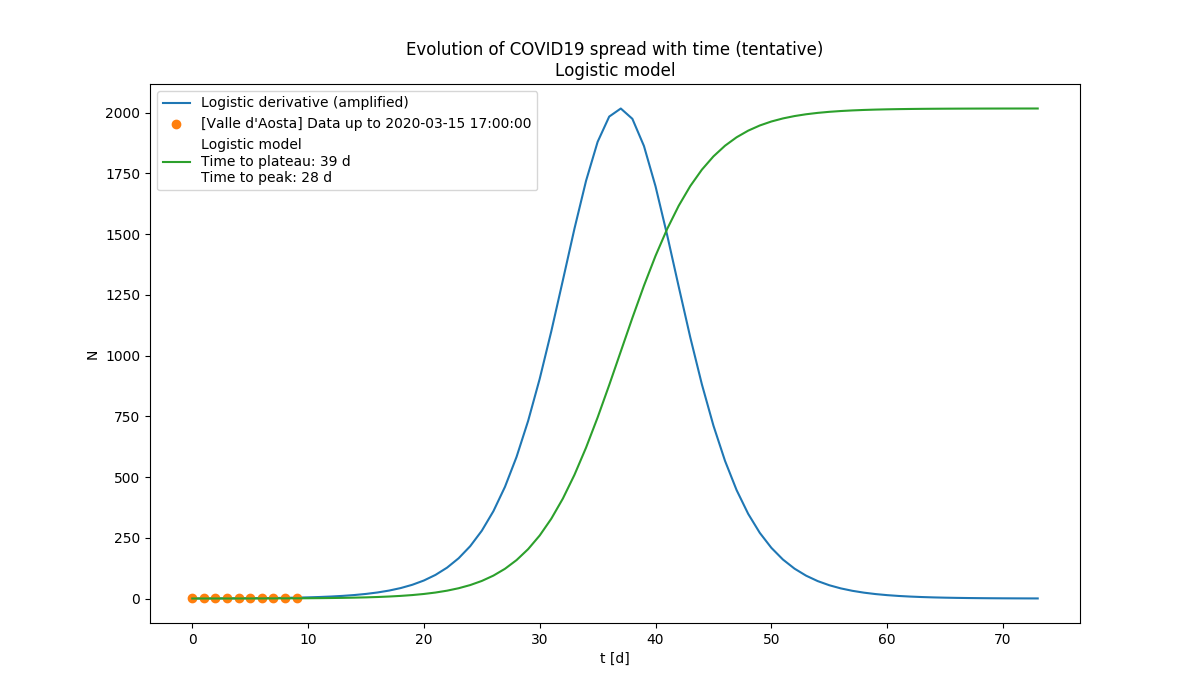 Evolution of COVID19 spread with time (tentative)
Logistic model
Logistic derivative (amplified)
[Valle d'Aosta] Data up to 2020-03-15 17:00:00
Logistic model
Time to plateau: 39 d
Time to peak: 28 d
2000
1750
1500
1250
1000
750
500
250
0
N
0 10 20 30 40 50 60 70
t [d]